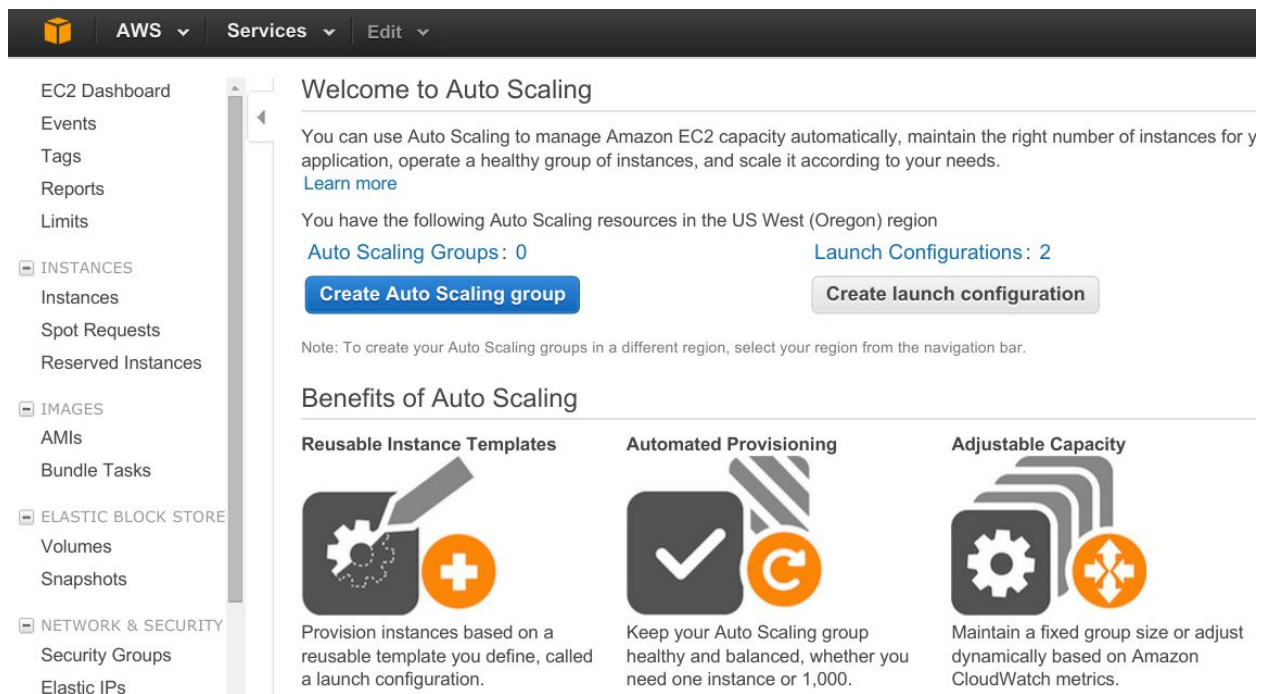 AWS Services Edit
EC2 Dashboard
Events
Tags
Reports
Limits
INSTANCES
Instances
Spot Requests
Reserved Instances
IMAGES
AMIs
Bundle Tasks
ELASTIC BLOCK STORE
Volumes
Snapshots
NETWORK & SECURITY
Security Groups
Elastic IPs
Welcome to Auto Scaling
You can use Auto Scaling to manage Amazon EC2 capacity automatically, maintain the right number of instances for y
application, operate a healthy group of instances, and scale it according to your needs.
Learn more
You have the following Auto Scaling resources in the US West (Oregon) region
Auto Scaling Groups: 0
Launch Configurations: 2
Create Auto Scaling group
Create launch configuration
Note: To create your Auto Scaling groups in a different region, select your region from the navigation bar.
Benefits of Auto Scaling
Reusable Instance Templates
Provision instances based on a
reusable template you define, called
a launch configuration.
Automated Provisioning
Keep your Auto Scaling group
healthy and balanced, whether you
need one instance or 1,000.
Adjustable Capacity
Maintain a fixed group size or adjust
dynamically based on Amazon
CloudWatch metrics.